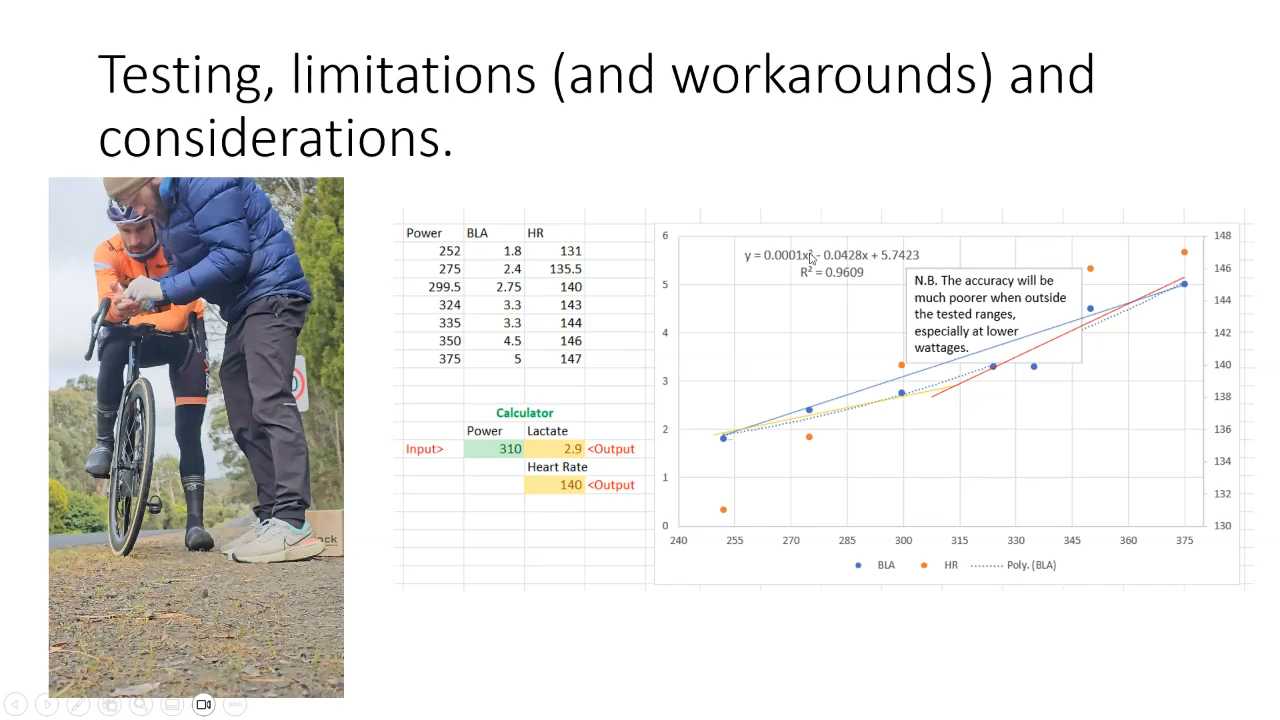 Testing, limitations (and workarounds) and
considerations.
Power BLA HR
252 1.8 131
275 2.4 135.5
299.5 2.75 140
324 3.3 143
335 3.3 144
350 4.5 146
375 5 147
Calculator
Power Lactate
Input> 310 2.9 <Output
Heart Rate
140 <Output
y = 0.0001x² - 0.0428x + 5.7423
R² = 0.9609
N.B. The accuracy will be
much poorer when outside
the tested ranges,
especially at lower
wattages.
6
5
4
3
2
1
0
148
146
144
142
140
138
136
134
132
130
240 255 270 285 300 315 330 345 360 375
BLA HR Poly. (BLA)